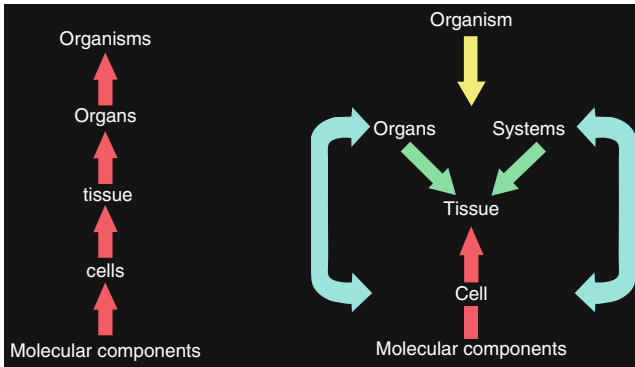 Organisms
Organs
tissue
cells
Molecular components
Organism
Organs Systems
Tissue
Cell
Molecular components